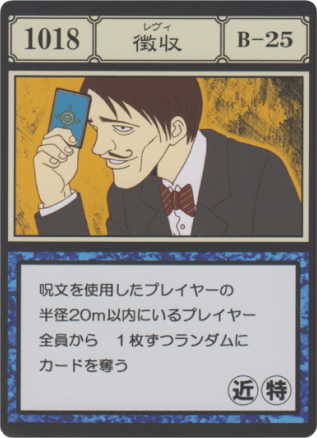 1018
レヴィ
徴収
B-25
呪文を使用したプレイヤーの
半径20m以内にいるプレイヤー
全員から 1枚ずつランダムに
カードを奪う
近 特